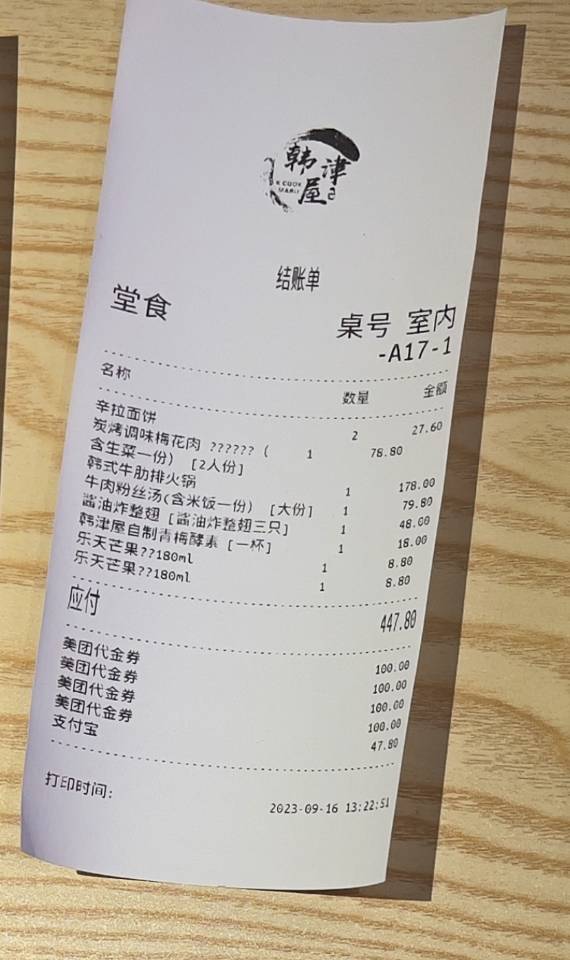 韩津
屋
K COOK
结账单
堂食
桌号 室内
-A17-1
名称 数量 金额
辛拉面饼 2 27.60
炭烤调味梅花肉 ??????( 1 78.80
含生菜一份) [2人份]
韩式牛肋排火锅 1 178.00
牛肉粉丝汤(含米饭一份) [大份] 1 79.80
酱油炸整翅 [酱油炸整翅三只] 1 48.00
韩津屋自制青梅酵素 [一杯] 1 18.00
乐天芒果??180ml 1 8.80
乐天芒果??180ml 1 8.80
应付 447.80
美团代金券 100.00
美团代金券 100.00
美团代金券 100.00
美团代金券 100.00
支付宝 47.80
打印时间: 2023-09-16 13:22:51